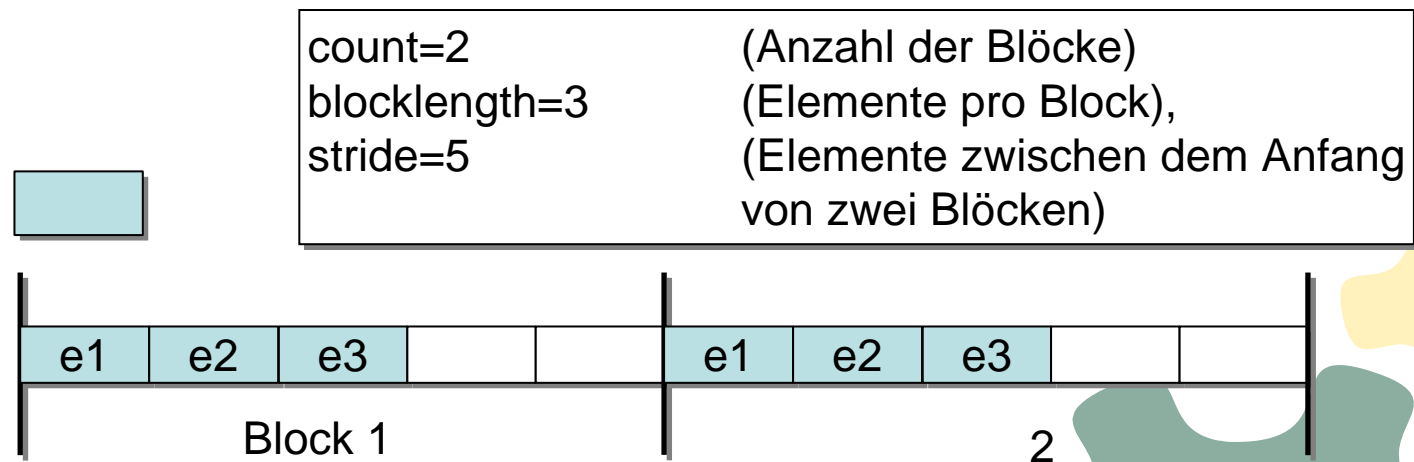 count=2 (Anzahl der Blöcke)
blocklength=3 (Elemente pro Block),
stride=5 (Elemente zwischen dem Anfang
von zwei Blöcken)
e1 e2 e3 e1 e2 e3
Block 1 2